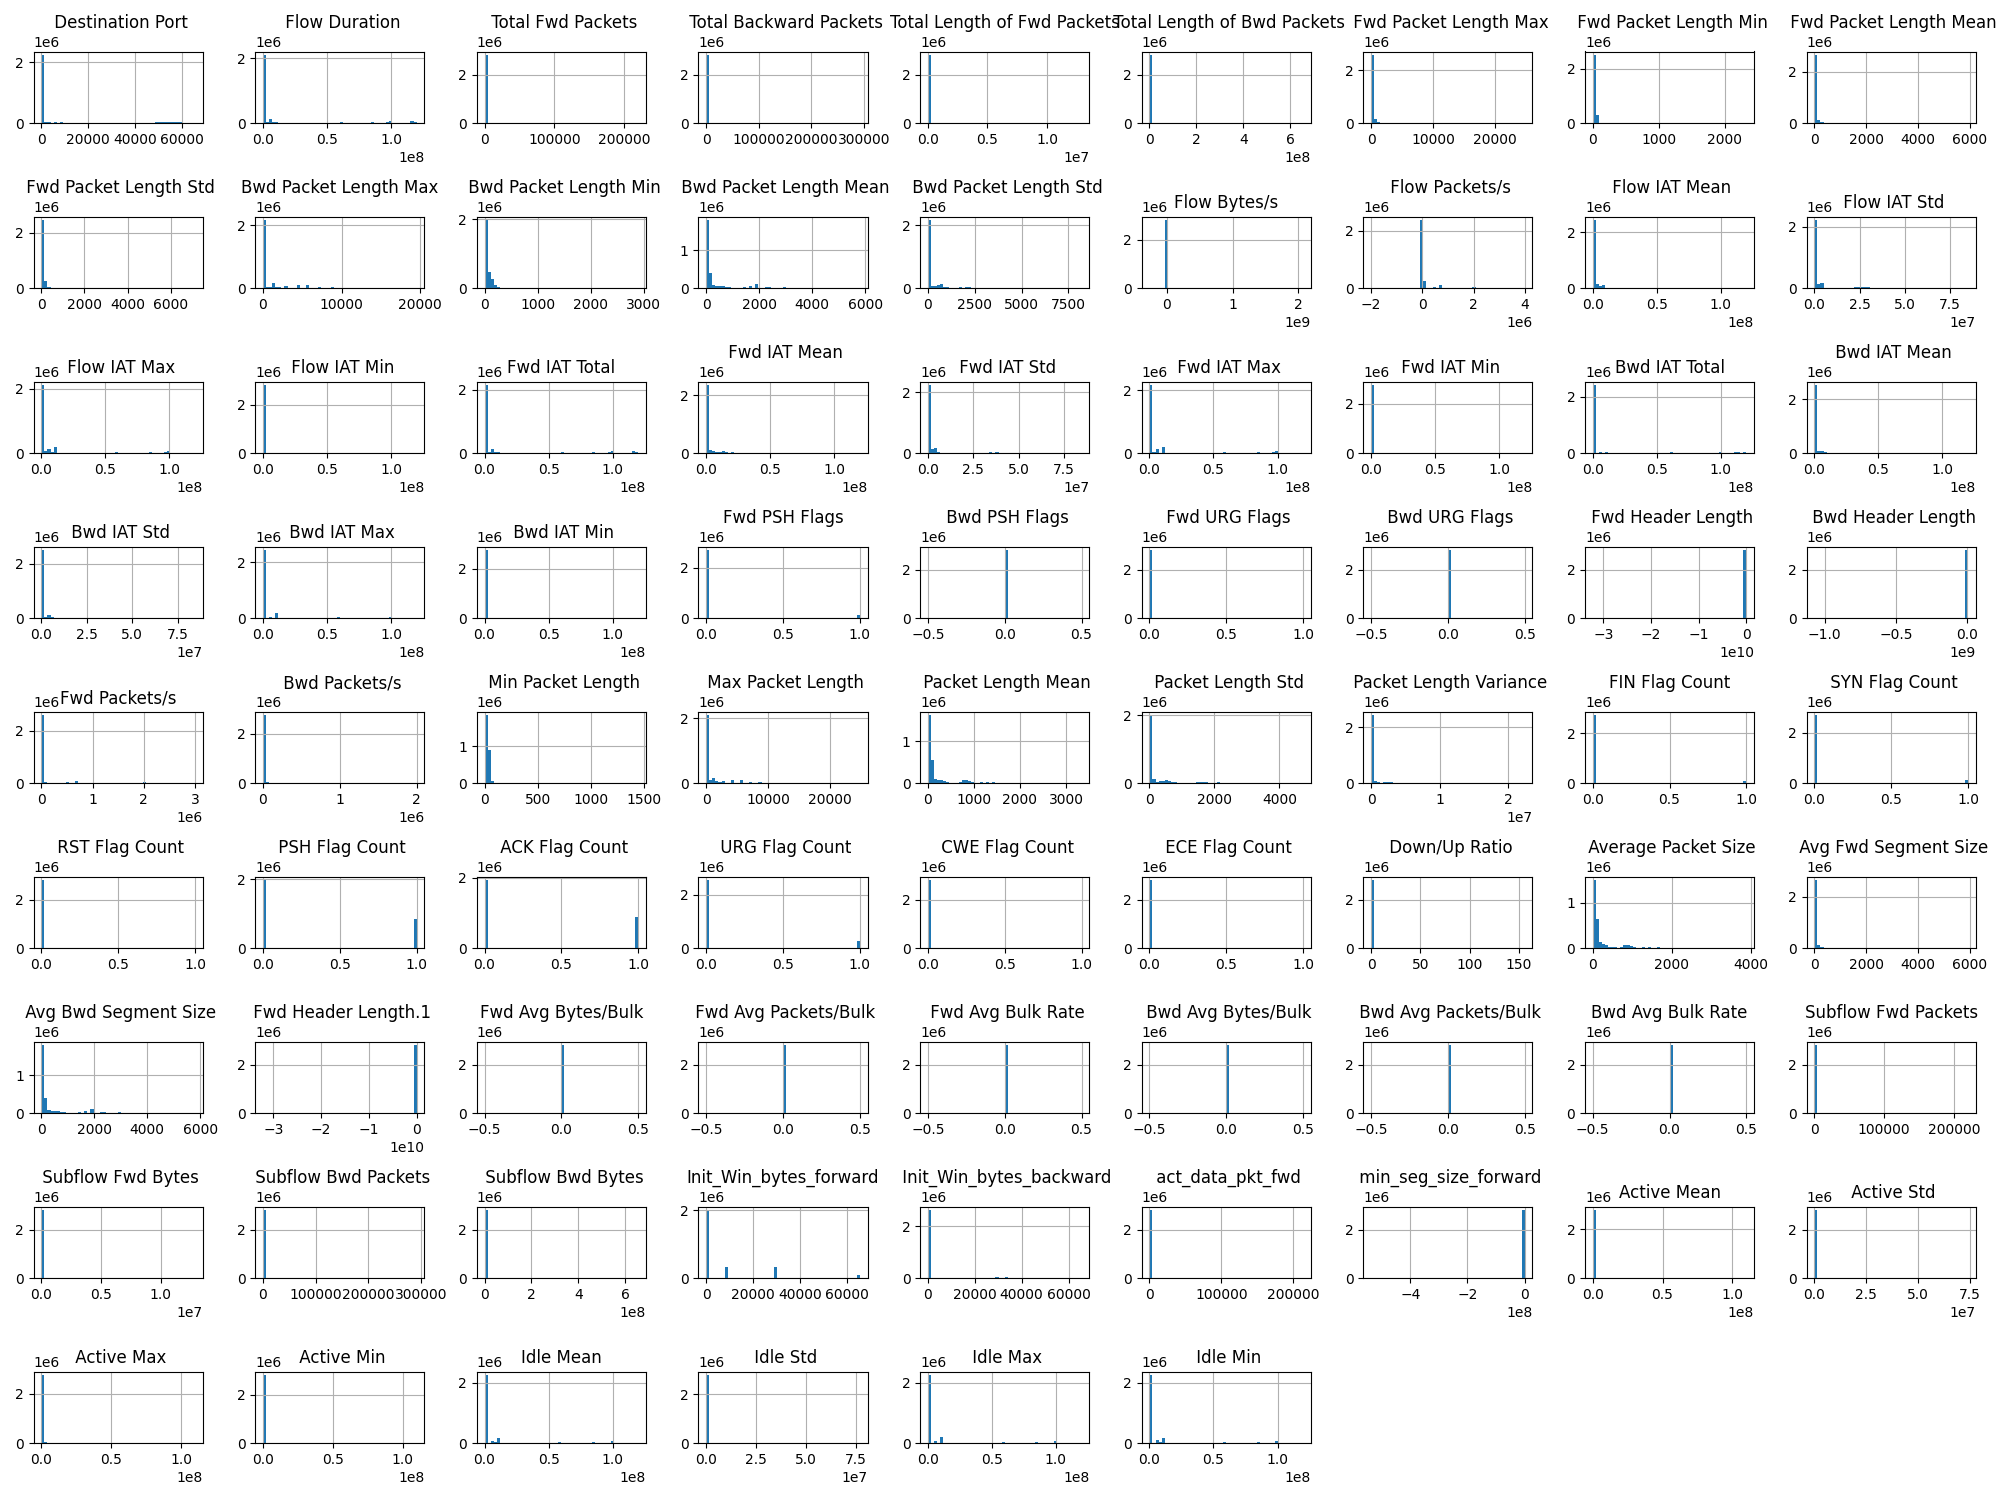 Destination Port
Flow Duration
Total Fwd Packets
Total Backward Packets
Total Length of Fwd Packets
Total Length of Bwd Packets
Fwd Packet Length Max
Fwd Packet Length Min
Fwd Packet Length Mean
1e6 1e6 1e6 1e6 1e6 1e6 1e6 1e6 1e6
2 2 2 2 2 2 2 2 2
0 0 0 0 0 0 0 0 0
0 20000 40000 60000
0.0 0.5 1.0
0 100000 200000
0 100000 200000 300000
0.0 0.5 1.0
0 2 4 6
0 10000 20000
0 1000 2000
0 2000 4000 6000
1e8 1e7 1e8
Fwd Packet Length Std
Bwd Packet Length Max
Bwd Packet Length Min
Bwd Packet Length Mean
Bwd Packet Length Std
Flow Bytes/s
Flow Packets/s
Flow IAT Mean
Flow IAT Std
1e6 1e6 1e6 1e6 1e6 1e6 1e6 1e6 1e6
2 2 2 1 2 2 2 2 2
0 0 0 0 0 0 0 0 0
0 2000 4000 6000
0 10000 20000
0 1000 2000 3000
0 2000 4000 6000
0 2500 5000 7500
0 1 2
−2 0 2 4
0.0 0.5 1.0
0.0 2.5 5.0 7.5
1e9 1e6 1e8 1e7
Flow IAT Max
Flow IAT Min
Fwd IAT Total
Fwd IAT Mean
Fwd IAT Std
Fwd IAT Max
Fwd IAT Min
Bwd IAT Total
Bwd IAT Mean
1e6 1e6 1e6 1e6 1e6 1e6 1e6 1e6 1e6
2 2 2 2 2 2 2 2 2
0 0 0 0 0 0 0 0 0
0.0 0.5 1.0
0.0 0.5 1.0
0.0 0.5 1.0
0.0 0.5 1.0
0.0 2.5 5.0 7.5
0.0 0.5 1.0
0.0 0.5 1.0
0.0 0.5 1.0
0.0 0.5 1.0
1e8 1e8 1e8 1e8 1e7 1e8 1e8 1e8 1e8
Bwd IAT Std
Bwd IAT Max
Bwd IAT Min
Fwd PSH Flags
Bwd PSH Flags
Fwd URG Flags
Bwd URG Flags
Fwd Header Length
Bwd Header Length
1e6 1e6 1e6 1e6 1e6 1e6 1e6 1e6 1e6
2 2 2 2 2 2 2 2 2
0 0 0 0 0 0 0 0 0
0.0 2.5 5.0 7.5
0.0 0.5 1.0
0.0 0.5 1.0
0.0 0.5 1.0
−0.5 0.0 0.5
0.0 0.5 1.0
−0.5 0.0 0.5
−3 −2 −1 0
−1.0 −0.5 0.0
1e7 1e8 1e8 1e10 1e9
Fwd Packets/s
Bwd Packets/s
Min Packet Length
Max Packet Length
Packet Length Mean
Packet Length Std
Packet Length Variance
FIN Flag Count
SYN Flag Count
1e6 1e6 1e6 1e6 1e6 1e6 1e6 1e6 1e6
2 2 1 2 1 2 2 2 2
0 0 0 0 0 0 0 0 0
0 1 2 3
0 1 2
0 500 1000 1500
0 10000 20000
0 1000 2000 3000
0 2000 4000
0 1 2
0.0 0.5 1.0
0.0 0.5 1.0
1e6 1e6 1e7
RST Flag Count
PSH Flag Count
ACK Flag Count
URG Flag Count
CWE Flag Count
ECE Flag Count
Down/Up Ratio
Average Packet Size
Avg Fwd Segment Size
1e6 1e6 1e6 1e6 1e6 1e6 1e6 1e6 1e6
2 2 2 2 2 2 2 1 2
0 0 0 0 0 0 0 0 0
0.0 0.5 1.0
0.0 0.5 1.0
0.0 0.5 1.0
0.0 0.5 1.0
0.0 0.5 1.0
0.0 0.5 1.0
0 50 100 150
0 2000 4000
0 2000 4000 6000
Avg Bwd Segment Size
Fwd Header Length.1
Fwd Avg Bytes/Bulk
Fwd Avg Packets/Bulk
Fwd Avg Bulk Rate
Bwd Avg Bytes/Bulk
Bwd Avg Packets/Bulk
Bwd Avg Bulk Rate
Subflow Fwd Packets
1e6 1e6 1e6 1e6 1e6 1e6 1e6 1e6 1e6
1 2 2 2 2 2 2 2 2
0 0 0 0 0 0 0 0 0
0 2000 4000 6000
−3 −2 −1 0
−0.5 0.0 0.5
−0.5 0.0 0.5
−0.5 0.0 0.5
−0.5 0.0 0.5
−0.5 0.0 0.5
−0.5 0.0 0.5
0 100000 200000
1e10
Subflow Fwd Bytes
Subflow Bwd Packets
Subflow Bwd Bytes
Init_Win_bytes_forward
Init_Win_bytes_backward
act_data_pkt_fwd
min_seg_size_forward
Active Mean
Active Std
1e6 1e6 1e6 1e6 1e6 1e6 1e6 1e6 1e6
2 2 2 2 2 2 2 2 2
0 0 0 0 0 0 0 0 0
0.0 0.5 1.0
0 100000 200000 300000
0 2 4 6
0 20000 40000 60000
0 20000 40000 60000
0 100000 200000
−4 −2 0
0.0 0.5 1.0
0.0 2.5 5.0 7.5
1e7 1e8 1e8 1e8 1e7
Active Max
Active Min
Idle Mean
Idle Std
Idle Max
Idle Min
1e6 1e6 1e6 1e6 1e6 1e6
2 2 2 2 2 2
0 0 0 0 0 0
0.0 0.5 1.0
0.0 0.5 1.0
0.0 0.5 1.0
0.0 2.5 5.0 7.5
0.0 0.5 1.0
0.0 0.5 1.0
1e8 1e8 1e8 1e7 1e8 1e8